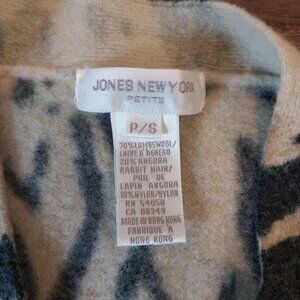 JONES NEW YORK
PETITE
P/S
70% LAMBSWOOL/
LAINE D'AGNEAU
20% ANGORA
RABBIT HAIR/
POIL DE
LAPIN ANGORA
10% NYLON/NYLON
RN 54050
CA 08349
MADE IN HONG KONG
FABRIQUE A
HONG KONG